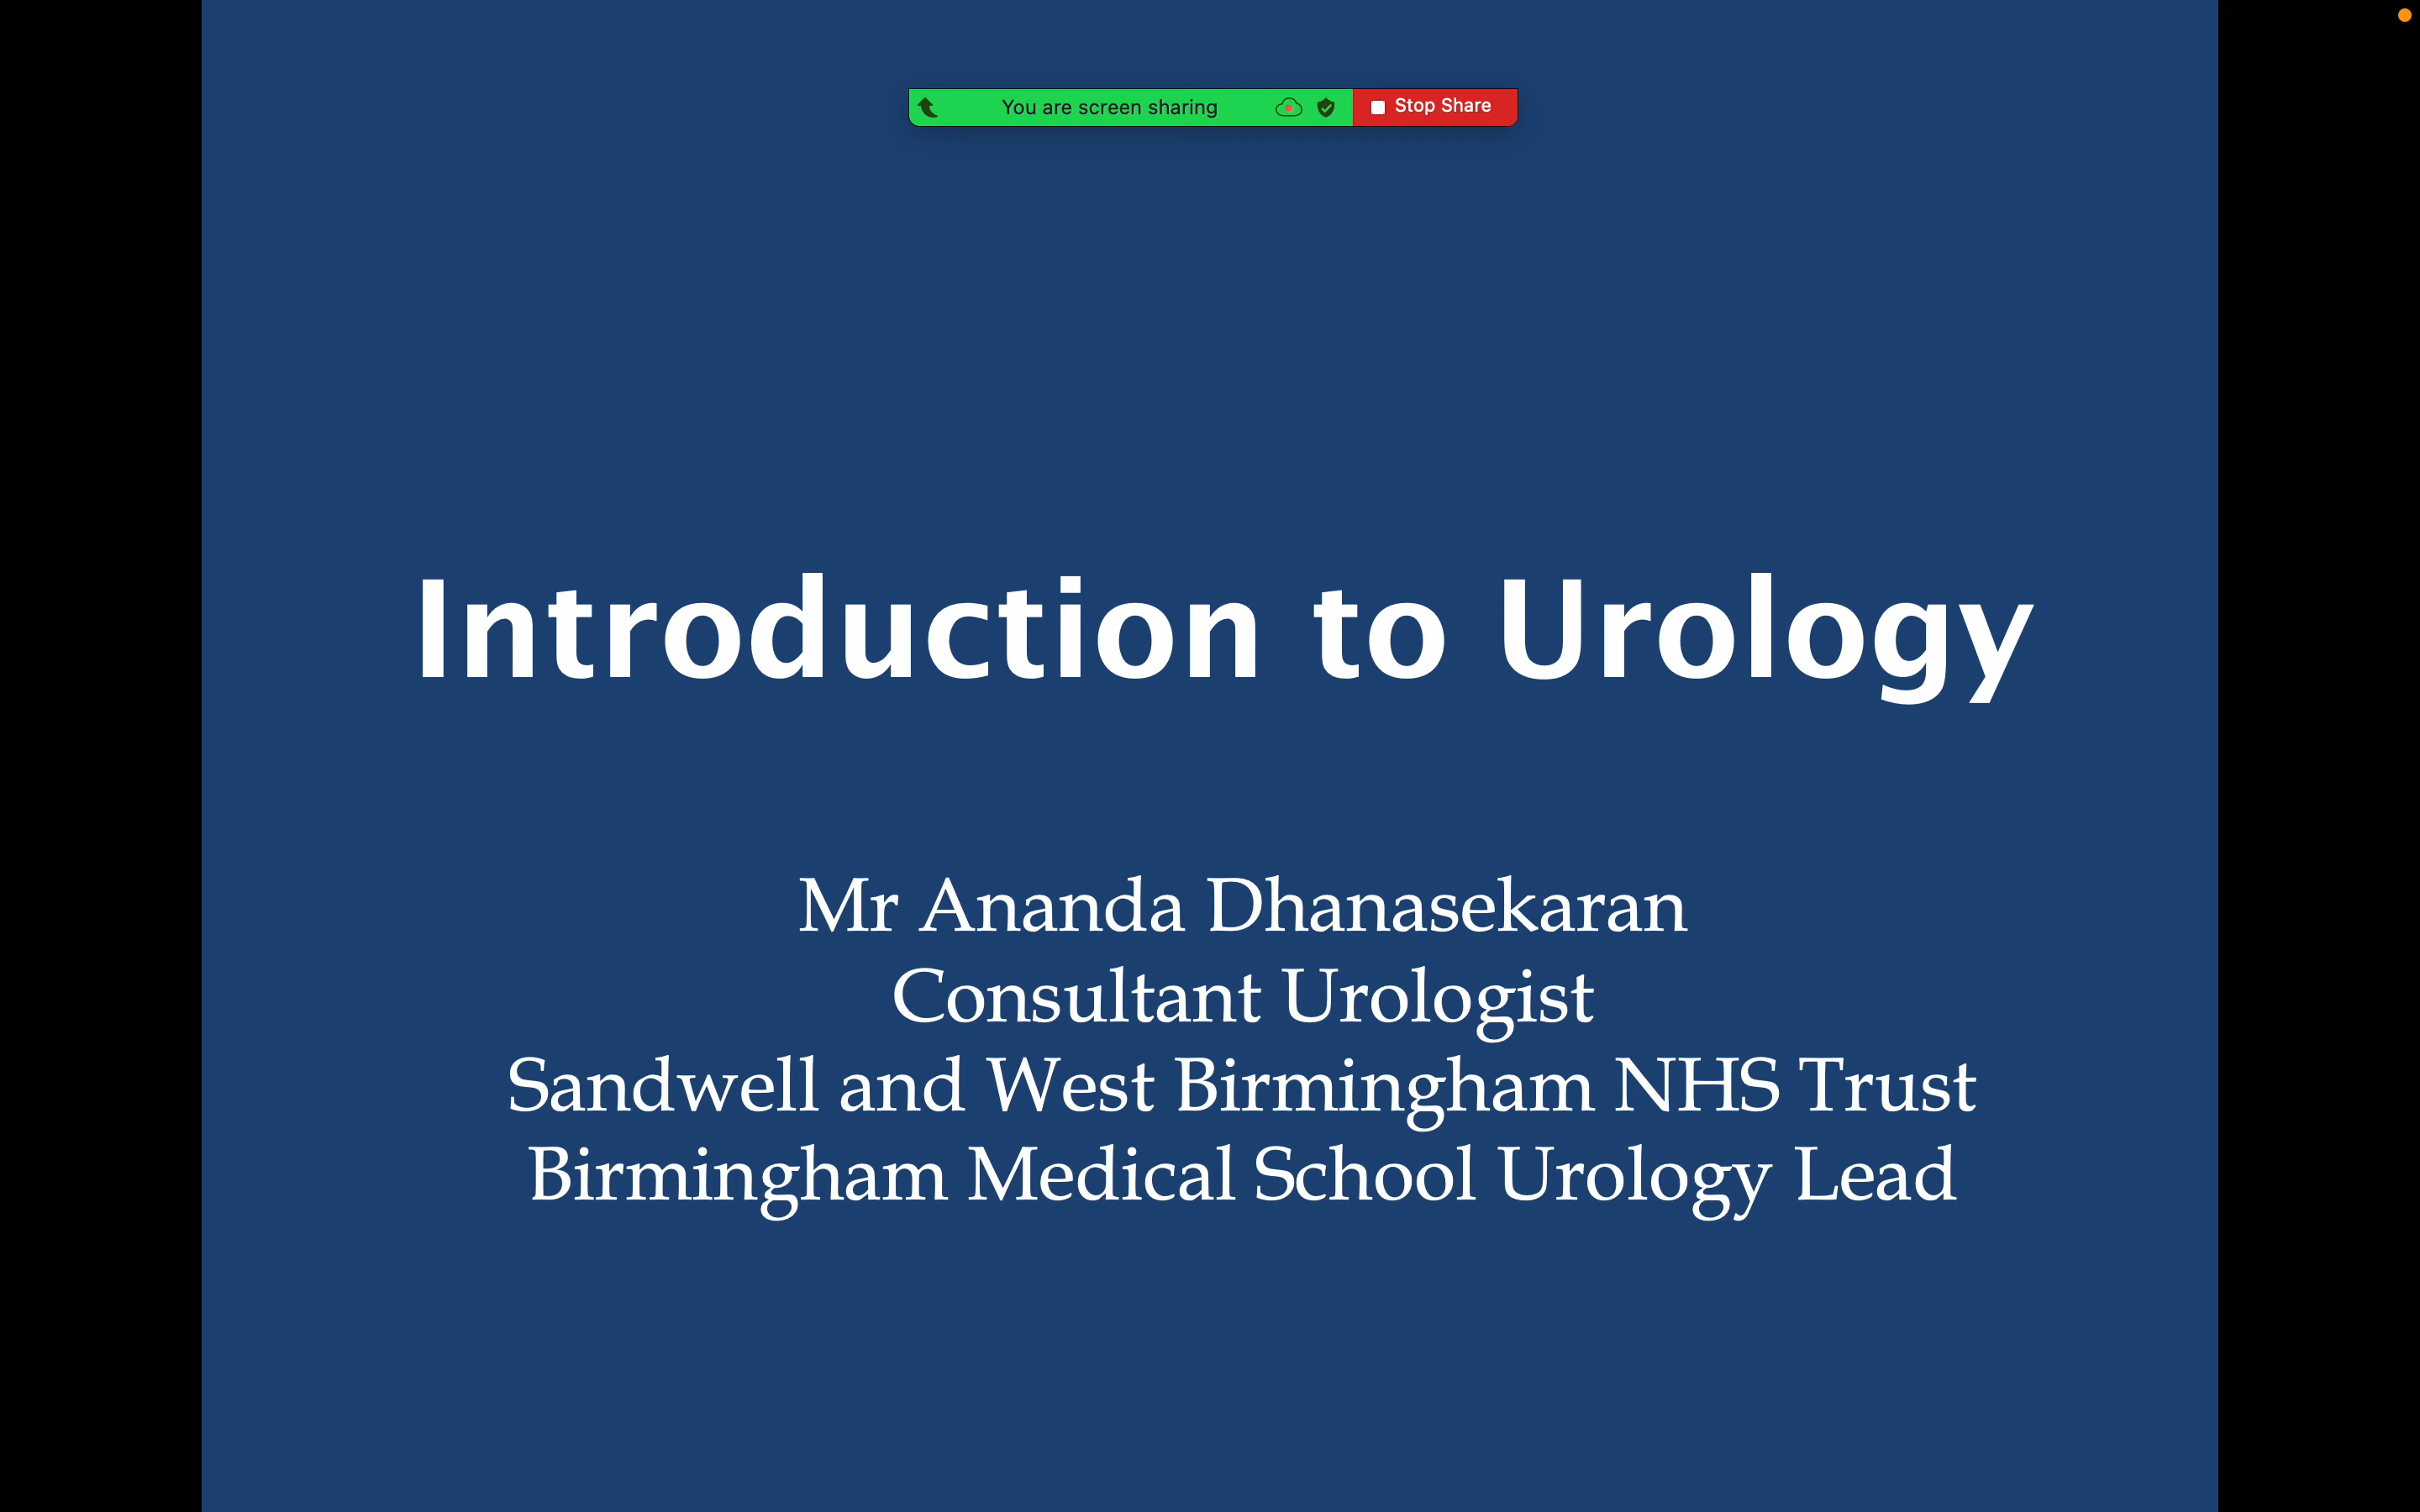 You are screen sharing
Stop Share
Introduction to Urology
Mr Ananda Dhanasekaran
Consultant Urologist
Sandwell and West Birmingham NHS Trust
Birmingham Medical School Urology Lead